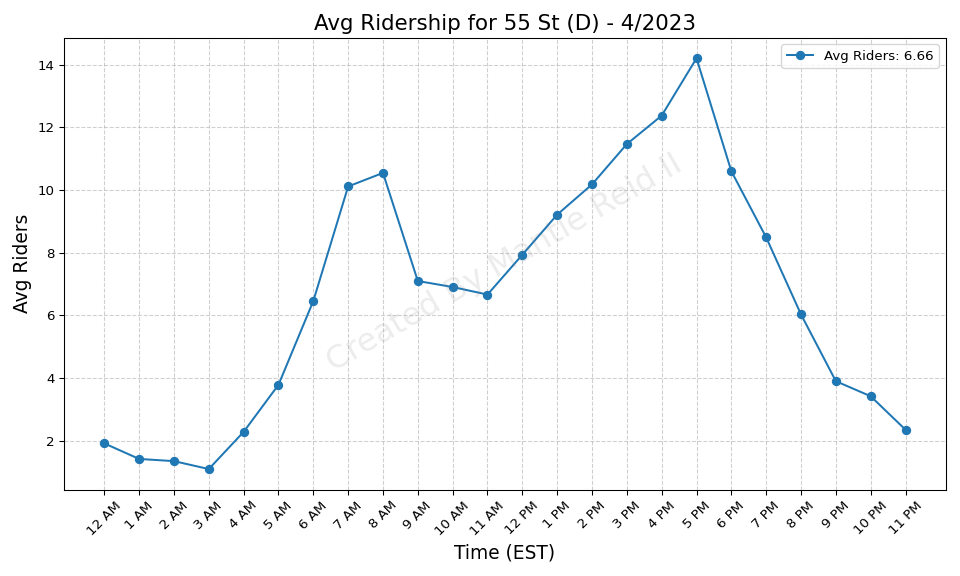 Avg Ridership for 55 St (D) - 4/2023
Avg Riders: 6.66
Avg Riders
14
12
10
8
6
4
2
Created By Mantle Reid II
12 AM
1 AM
2 AM
3 AM
4 AM
5 AM
6 AM
7 AM
8 AM
9 AM
10 AM
11 AM
12 PM
1 PM
2 PM
3 PM
4 PM
5 PM
6 PM
7 PM
8 PM
9 PM
10 PM
11 PM
Time (EST)